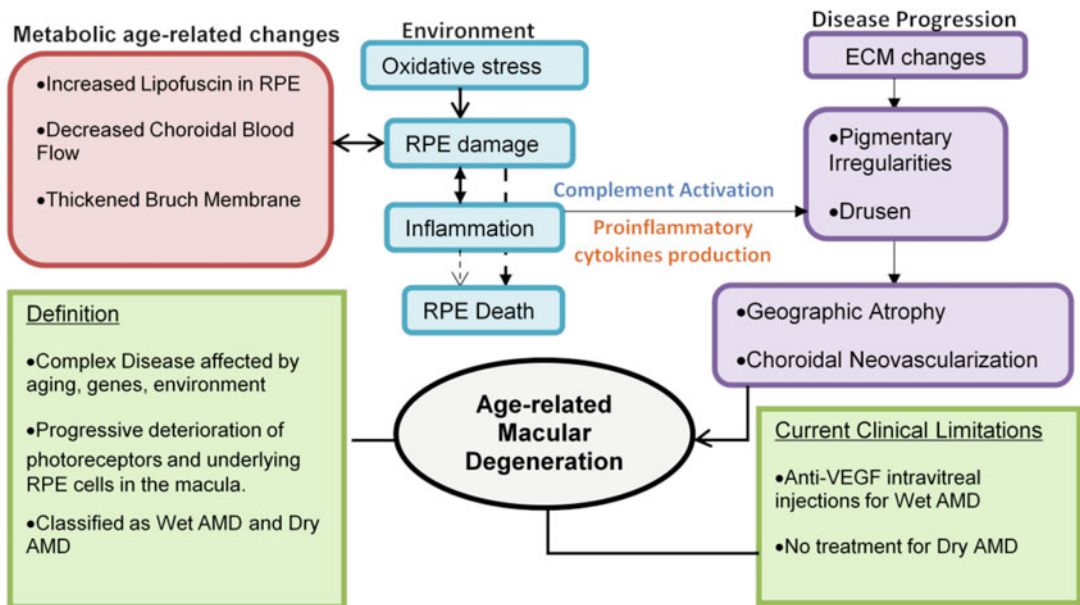 Metabolic age-related changes
•Increased Lipofuscin in RPE
•Decreased Choroidal Blood
Flow
•Thickened Bruch Membrane
Environment
Oxidative stress
RPE damage
Inflammation
RPE Death
Complement Activation
Proinflammatory
cytokines production
Disease Progression
ECM changes
•Pigmentary
Irregularities
•Drusen
•Geographic Atrophy
•Choroidal Neovascularization
Definition
•Complex Disease affected by
aging, genes, environment
•Progressive deterioration of
photoreceptors and underlying
RPE cells in the macula.
•Classified as Wet AMD and Dry
AMD
Age-related
Macular
Degeneration
Current Clinical Limitations
•Anti-VEGF intravitreal
injections for Wet AMD
•No treatment for Dry AMD